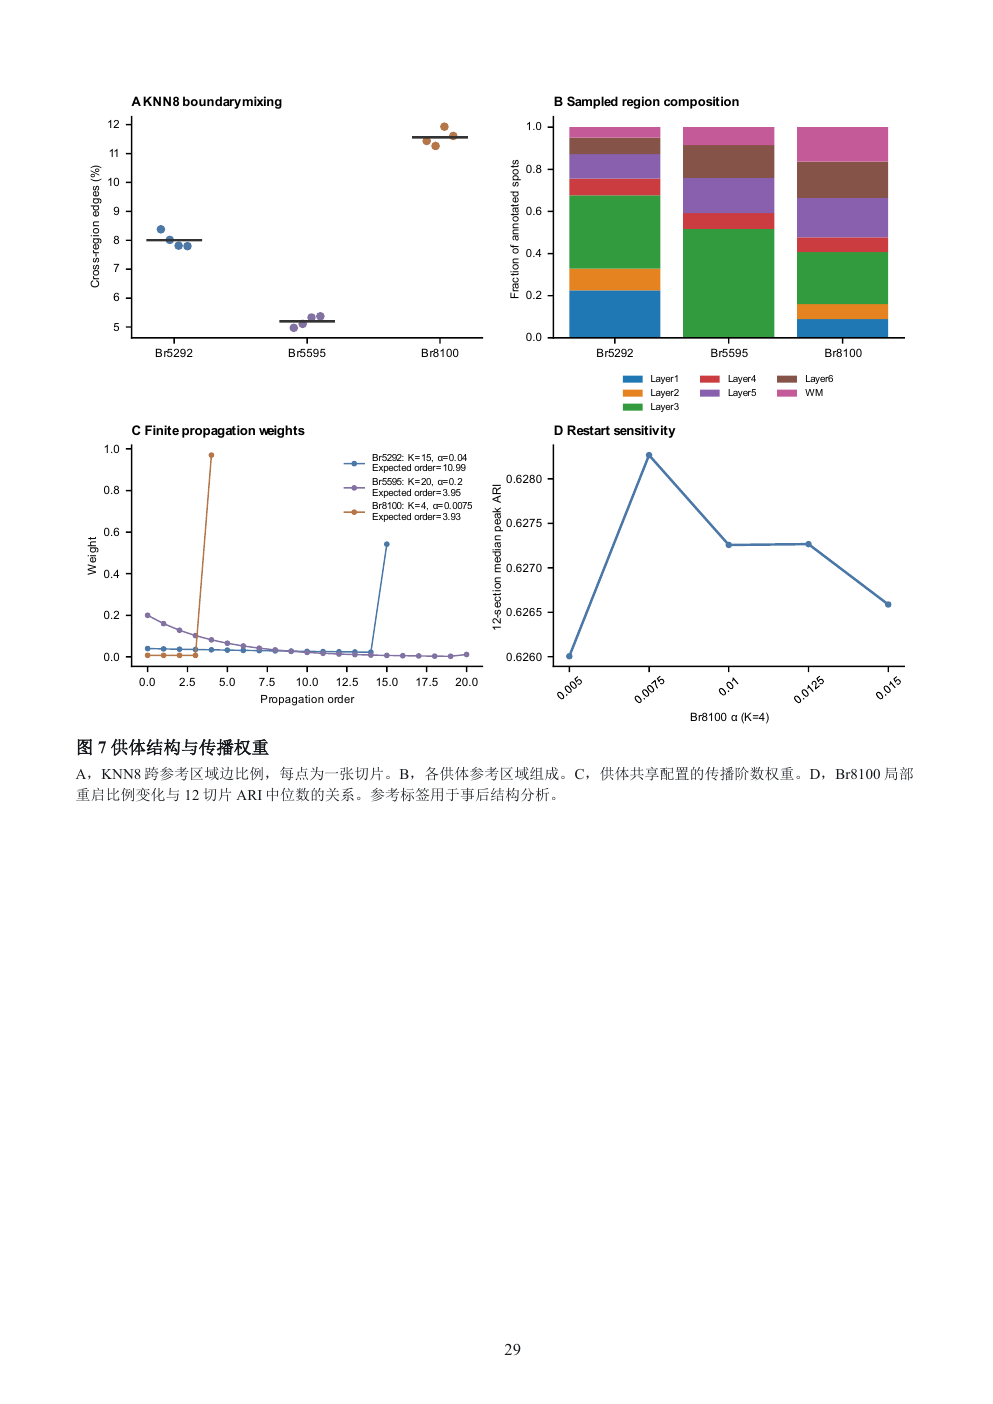 A KNN8 boundary mixing
Cross-region edges (%)
12
11
10
9
8
7
6
5
Br5292
Br5595
Br8100
B Sampled region composition
Fraction of annotated spots
1.0
0.8
0.6
0.4
0.2
0.0
Br5292
Br5595
Br8100
Layer1
Layer2
Layer3
Layer4
Layer5
Layer6
WM
C Finite propagation weights
Weight
1.0
0.8
0.6
0.4
0.2
0.0
Br5292: K=15, α=0.04
Expected order=10.99
Br5595: K=20, α=0.2
Expected order=3.95
Br8100: K=4, α=0.0075
Expected order=3.93
0.0
2.5
5.0
7.5
10.0
12.5
15.0
17.5
20.0
Propagation order
D Restart sensitivity
12-section median peak ARI
0.6280
0.6275
0.6270
0.6265
0.6260
0.005
0.0075
0.01
0.0125
0.015
Br8100 α (K=4)
图 7 供体结构与传播权重
A，KNN8 跨参考区域边比例，每点为一张切片。B，各供体参考区域组成。C，供体共享配置的传播阶数权重。D，Br8100 局部
重启比例变化与 12 切片 ARI 中位数的关系。参考标签用于事后结构分析。
29